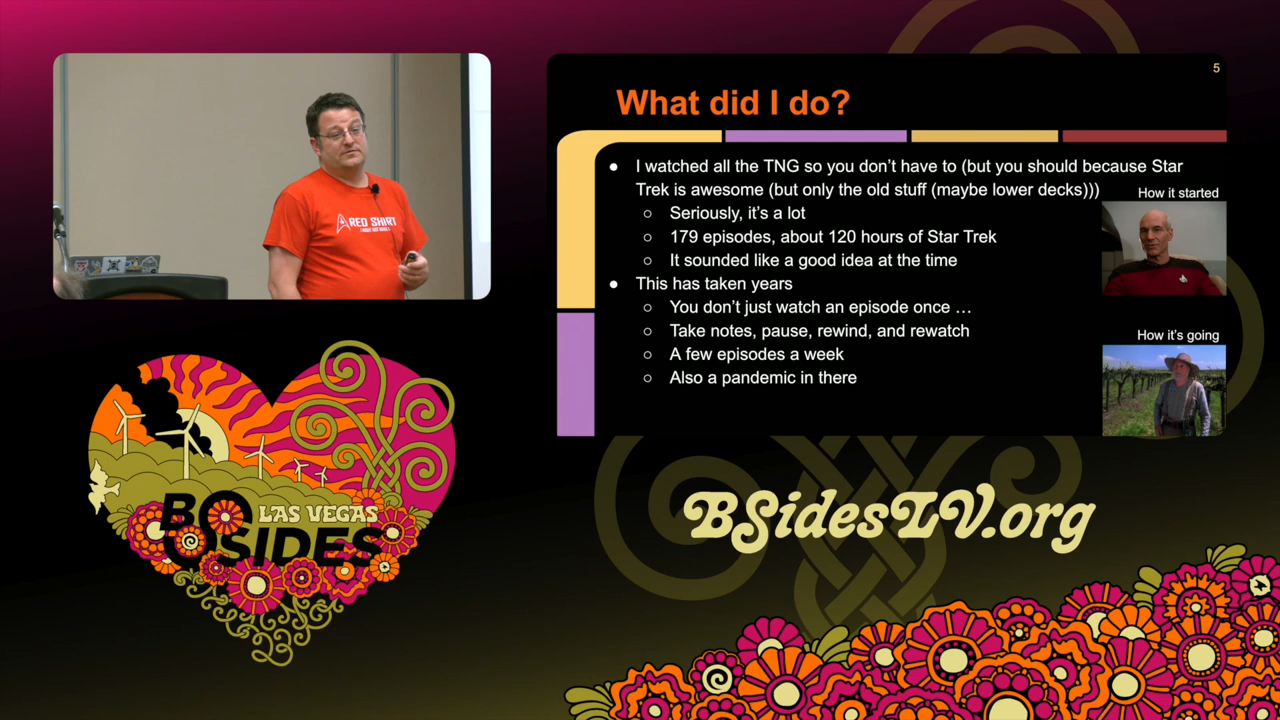 RED SHIRT
5
What did I do?
● I watched all the TNG so you don’t have to (but you should because Star
Trek is awesome (but only the old stuff (maybe lower decks)))
○ Seriously, it’s a lot
○ 179 episodes, about 120 hours of Star Trek
○ It sounded like a good idea at the time
● This has taken years
○ You don’t just watch an episode once …
○ Take notes, pause, rewind, and rewatch
○ A few episodes a week
○ Also a pandemic in there
How it started
How it’s going
BSidesLV.org
LAS VEGAS
BSIDES
23